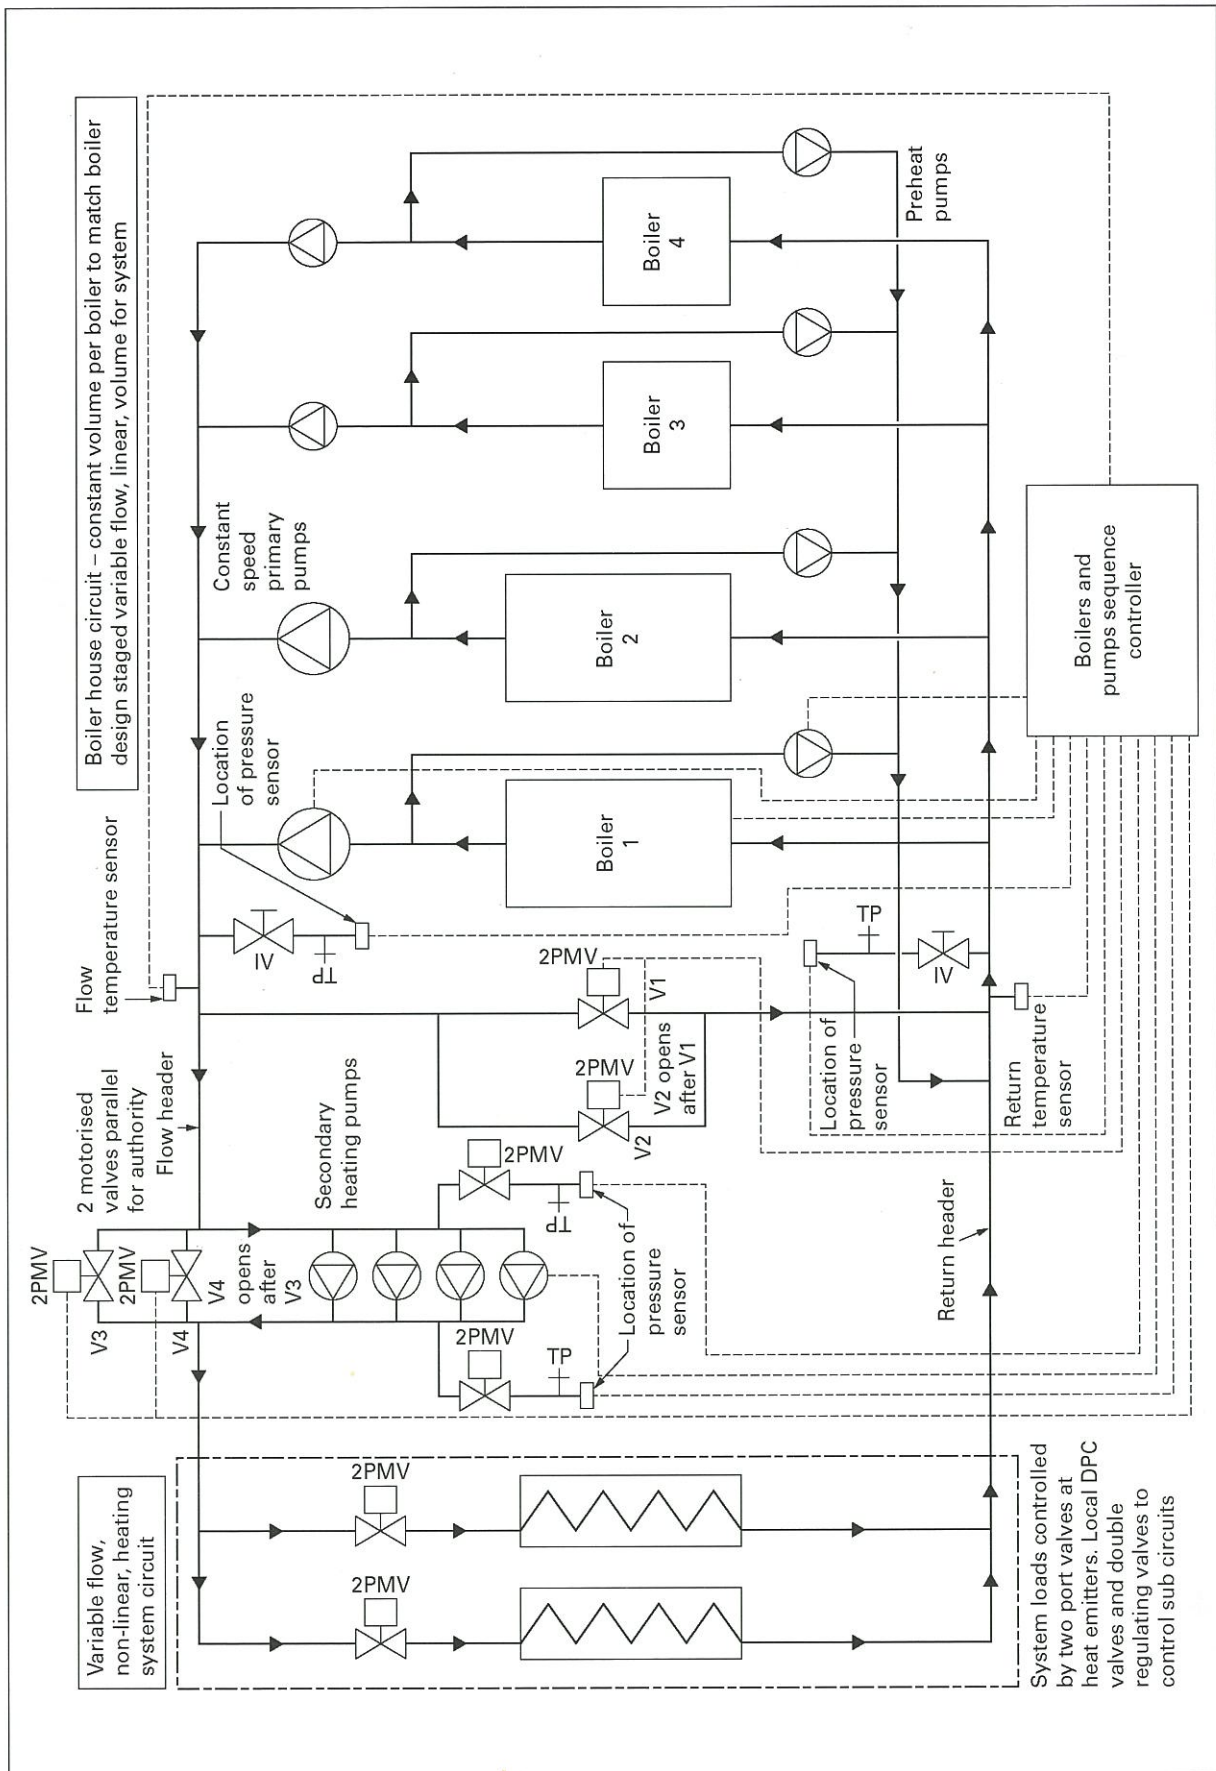 Boiler house circuit – constant volume per boiler to match boiler
design staged variable flow, linear, volume for system
Variable flow,
non-linear, heating
system circuit
2PMV
V3
2PMV
V4
V4
opens
after
V3
2 motorised
valves parallel
for authority
Flow header
Flow
temperature sensor
Location
of pressure
sensor
Constant
speed
primary
pumps
IV
TP
Secondary
heating pumps
2PMV
TP
2PMV
TP
Location of
pressure
sensor
2PMV
V1
2PMV
V2
V2 opens
after V1
2PMV
2PMV
Boiler
1
Boiler
2
Boiler
3
Boiler
4
Preheat
pumps
TP
IV
Location of
pressure
sensor
Return
temperature
sensor
Return header
Boilers and
pumps sequence
controller
System loads controlled
by two port valves at
heat emitters. Local DPC
valves and double
regulating valves to
control sub circuits